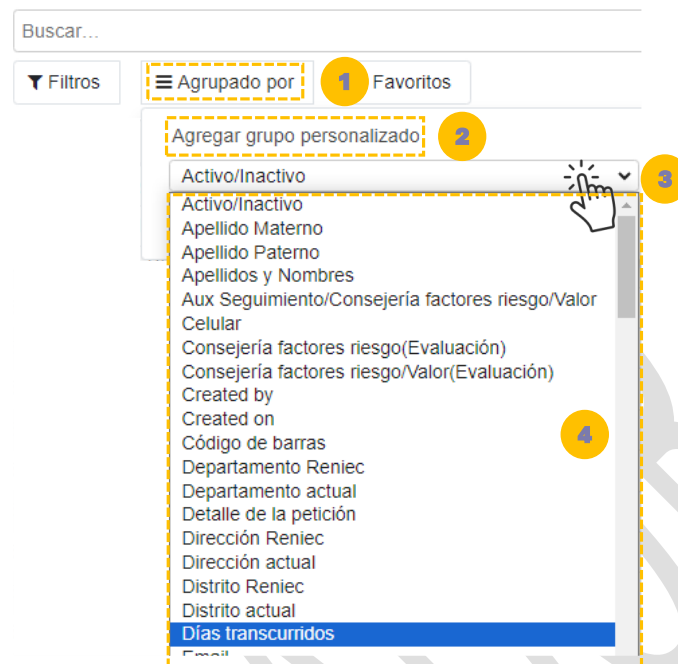 Buscar...
Filtros Agrupado por 1 Favoritos
Agregar grupo personalizado 2
Activo/Inactivo 3
Activo/Inactivo
Apellido Materno
Apellido Paterno
Apellidos y Nombres
Aux Seguimiento/Consejería factores riesgo/Valor
Celular
Consejería factores riesgo(Evaluación)
Consejería factores riesgo/Valor(Evaluación)
Created by
Created on
Código de barras 4
Departamento Reniec
Departamento actual
Detalle de la petición
Dirección Reniec
Dirección actual
Distrito Reniec
Distrito actual
Días transcurridos
Email